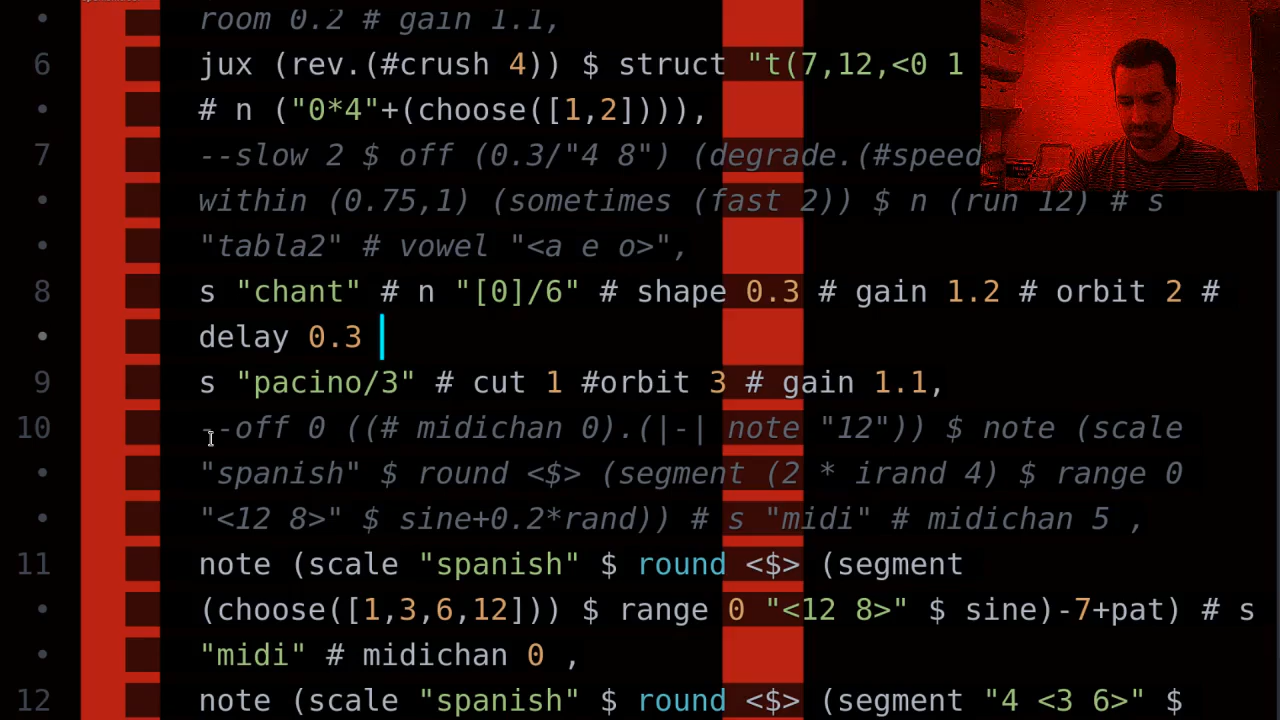 room 0.2 # gain 1.1,
6 jux (rev.(#crush 4)) $ struct "t(7,12,<0 1
# n ("0*4"+(choose([1,2]))),
7 --slow 2 $ off (0.3/"4 8") (degrade.(#speed
within (0.75,1) (sometimes (fast 2)) $ n (run 12) # s
"tabla2" # vowel "<a e o>",
8 s "chant" # n "[0]/6" # shape 0.3 # gain 1.2 # orbit 2 #
delay 0.3
9 s "pacino/3" # cut 1 #orbit 3 # gain 1.1,
10 --off 0 ((# midichan 0).(|-| note "12")) $ note (scale
"spanish" $ round <$> (segment (2 * irand 4) $ range 0
"<12 8>" $ sine+0.2*rand)) # s "midi" # midichan 5 ,
11 note (scale "spanish" $ round <$> (segment
(choose([1,3,6,12])) $ range 0 "<12 8>" $ sine)-7+pat) # s
"midi" # midichan 0 ,
12 note (scale "spanish" $ round <$> (segment "4 <3 6>" $